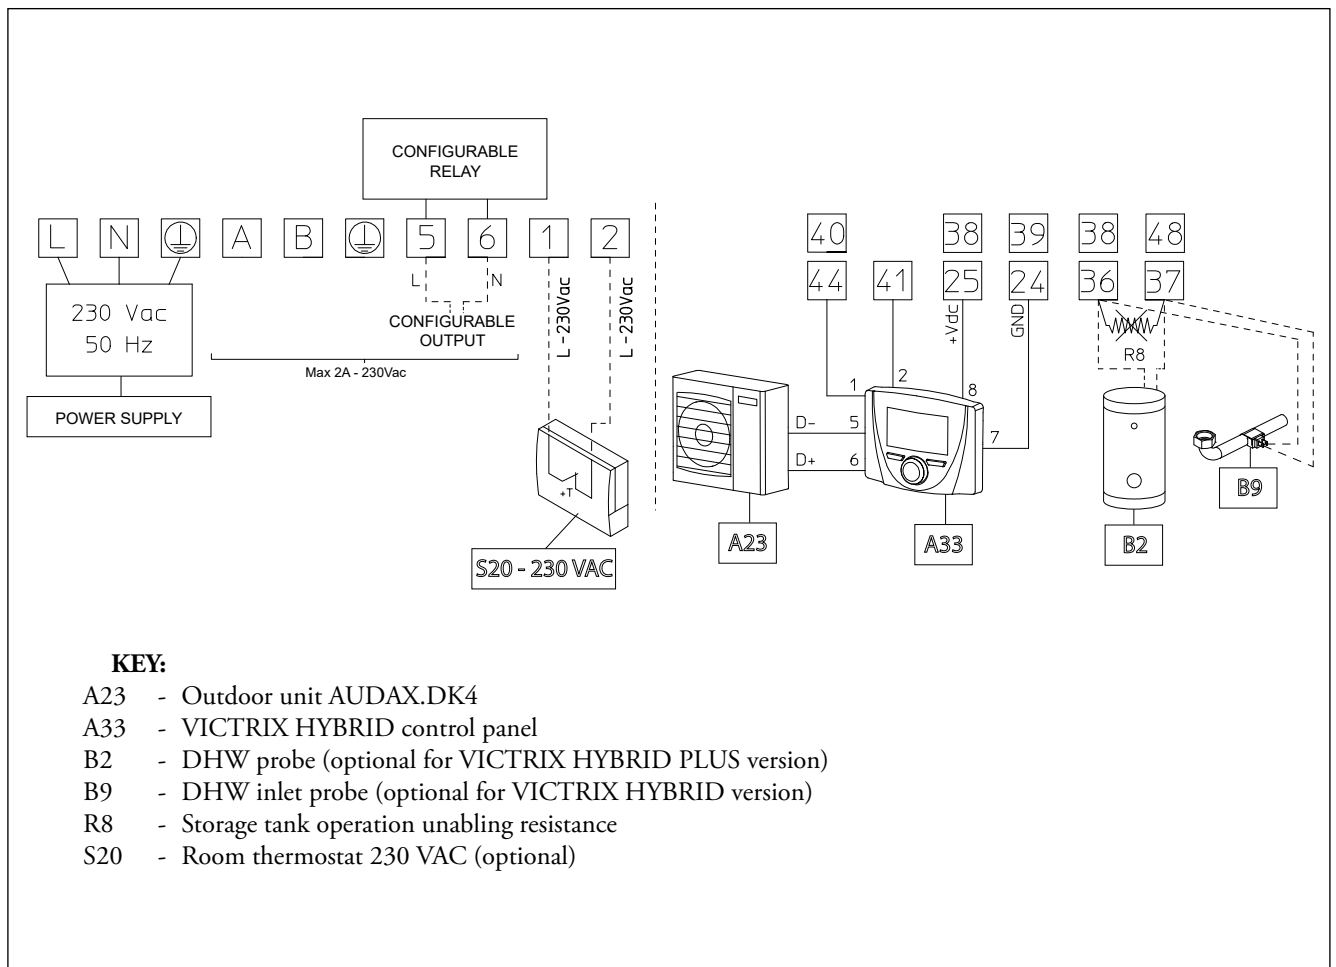 CONFIGURABLE
RELAY
L N A B 5 6 1 2
L N
L - 230Vac
L - 230Vac
230 Vac
50 Hz
CONFIGURABLE
OUTPUT
Max 2A - 230Vac
POWER SUPPLY
+T
S20 - 230 VAC
40 38 39 38 48
44 41 25 24 36 37
+Vdc
GND
R8
1 2 8
D- 5
7
D+ 6
A23
A33
B2
B9
KEY:
A23 - Outdoor unit AUDAX.DK4
A33 - VICTRIX HYBRID control panel
B2 - DHW probe (optional for VICTRIX HYBRID PLUS version)
B9 - DHW inlet probe (optional for VICTRIX HYBRID version)
R8 - Storage tank operation unabling resistance
S20 - Room thermostat 230 VAC (optional)